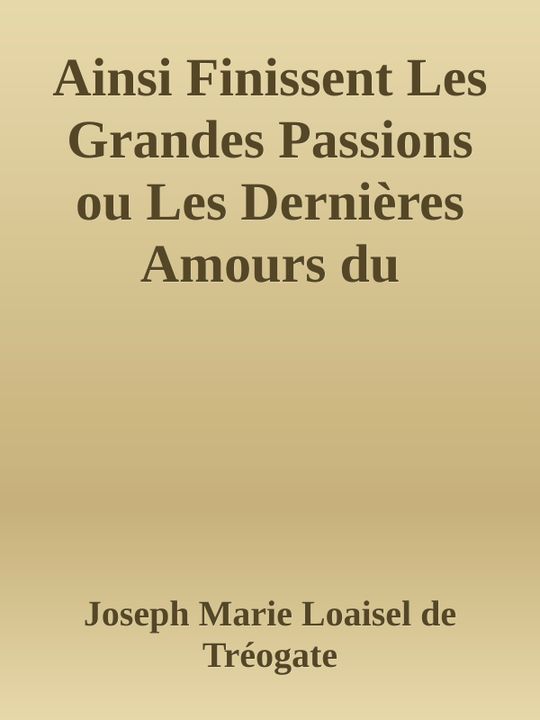 Ainsi Finissent Les
Grandes Passions
ou Les Dernières
Amours du
Joseph Marie Loaisel de
Tréogate